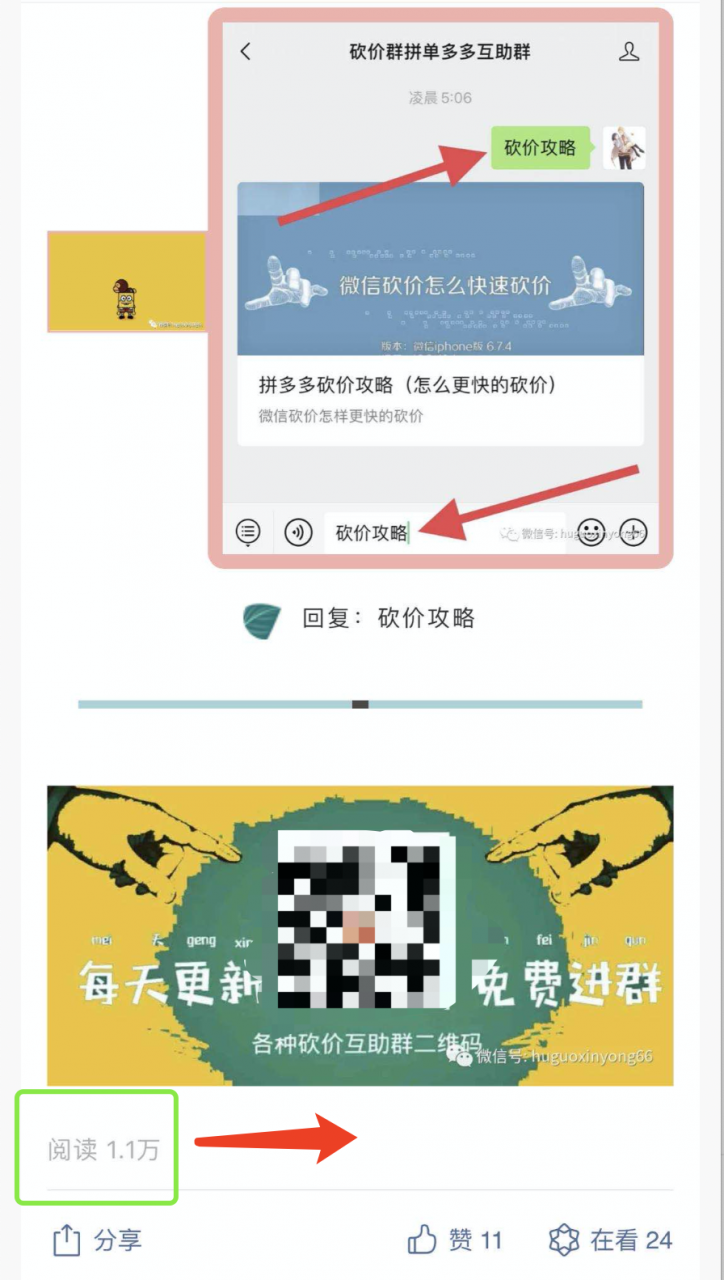 砍价群拼单多多互助群
凌晨 5:06
砍价攻略
微信砍价怎么快速砍价
版本：微信iphone版 6.7.4
拼多多砍价攻略（怎么更快的砍价）
微信砍价怎样更快的砍价
砍价攻略
微信号: huguoxinyong66
回复：砍价攻略
mei 天 geng xin
fei jin qun
每天更新
免费进群
各种砍价互助群二维码
微信号: huguoxinyong66
阅读 1.1万
分享
赞 11
在看 24